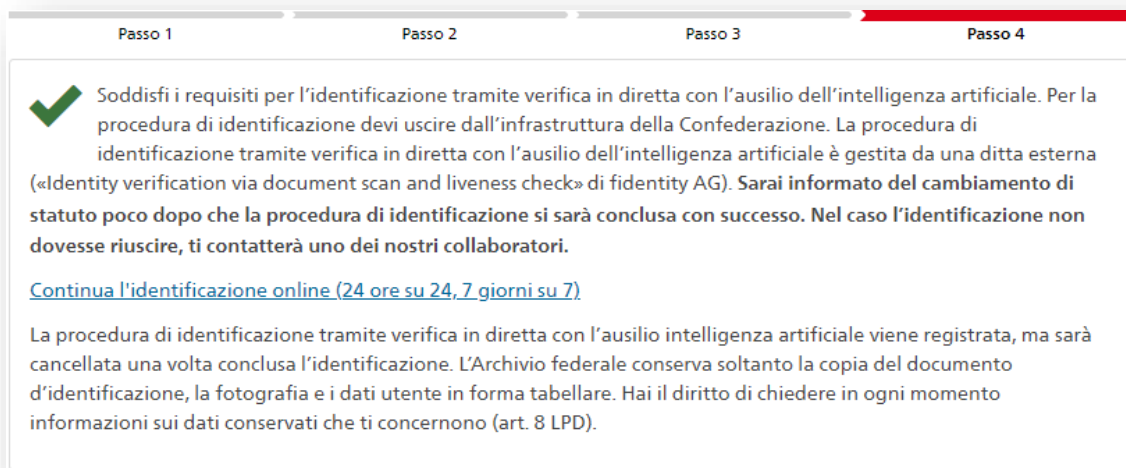 Passo 1
Passo 2
Passo 3
Passo 4
Soddisfi i requisiti per l’identificazione tramite verifica in diretta con l’ausilio dell’intelligenza artificiale. Per la
procedura di identificazione devi uscire dall’infrastruttura della Confederazione. La procedura di
identificazione tramite verifica in diretta con l’ausilio dell’intelligenza artificiale è gestita da una ditta esterna
(«Identity verification via document scan and liveness check» di fidentity AG). Sarai informato del cambiamento di
statuto poco dopo che la procedura di identificazione si sarà conclusa con successo. Nel caso l’identificazione non
dovesse riuscire, ti contatterà uno dei nostri collaboratori.
Continua l'identificazione online (24 ore su 24, 7 giorni su 7)
La procedura di identificazione tramite verifica in diretta con l’ausilio intelligenza artificiale viene registrata, ma sarà
cancellata una volta conclusa l’identificazione. L’Archivio federale conserva soltanto la copia del documento
d’identificazione, la fotografia e i dati utente in forma tabellare. Hai il diritto di chiedere in ogni momento
informazioni sui dati conservati che ti concernono (art. 8 LPD).